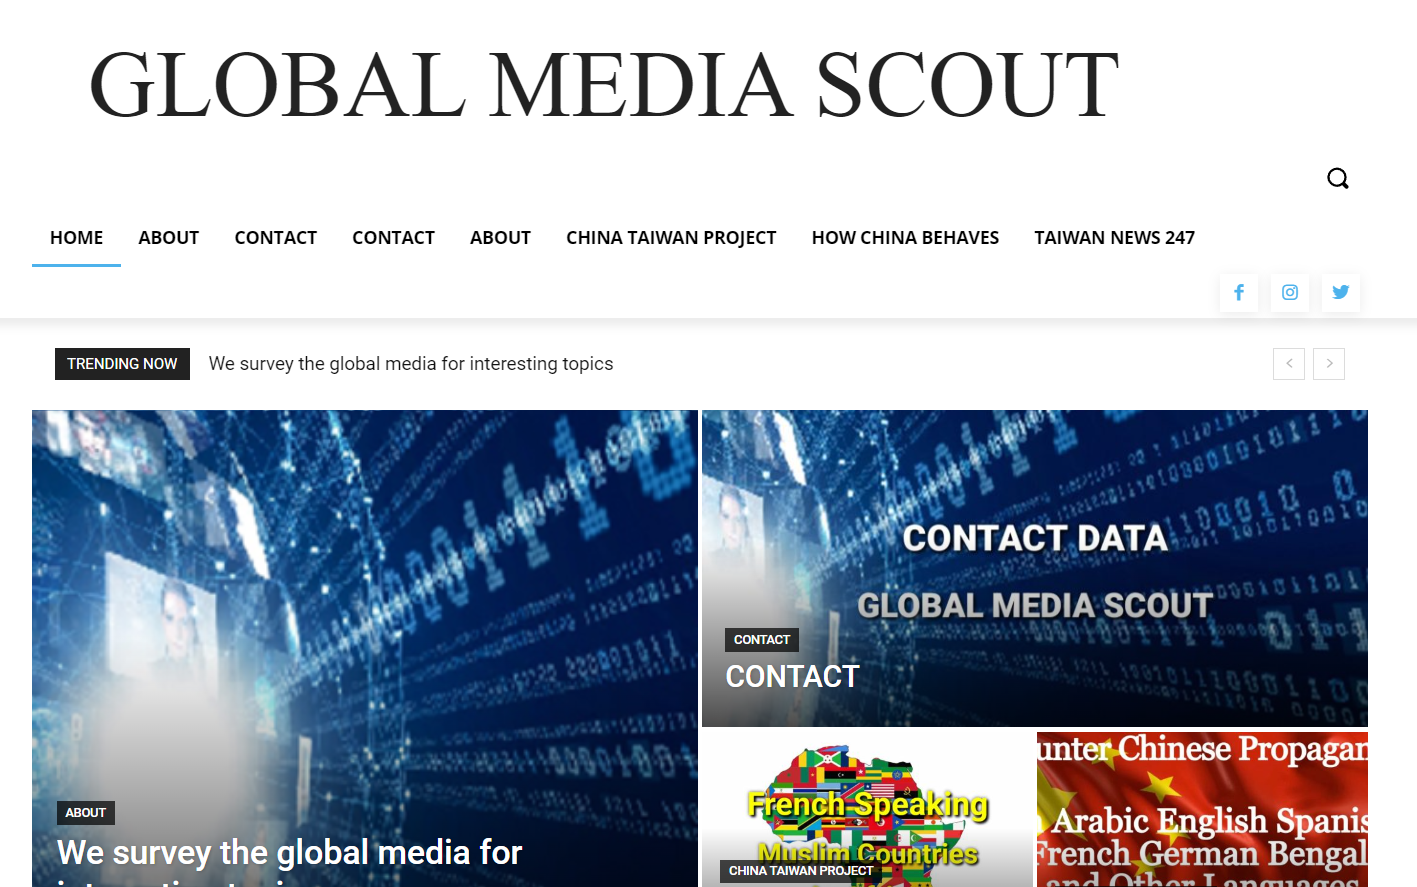 GLOBAL MEDIA SCOUT
HOME ABOUT CONTACT CONTACT ABOUT CHINA TAIWAN PROJECT HOW CHINA BEHAVES TAIWAN NEWS 247
TRENDING NOW We survey the global media for interesting topics
CONTACT DATA
GLOBAL MEDIA SCOUT
CONTACT
CONTACT
ABOUT
We survey the global media for
French Speaking
Muslim Countries
CHINA TAIWAN PROJECT
unter Chinese Propagan
Arabic English Spanis
French German Bengal
and Other Languages